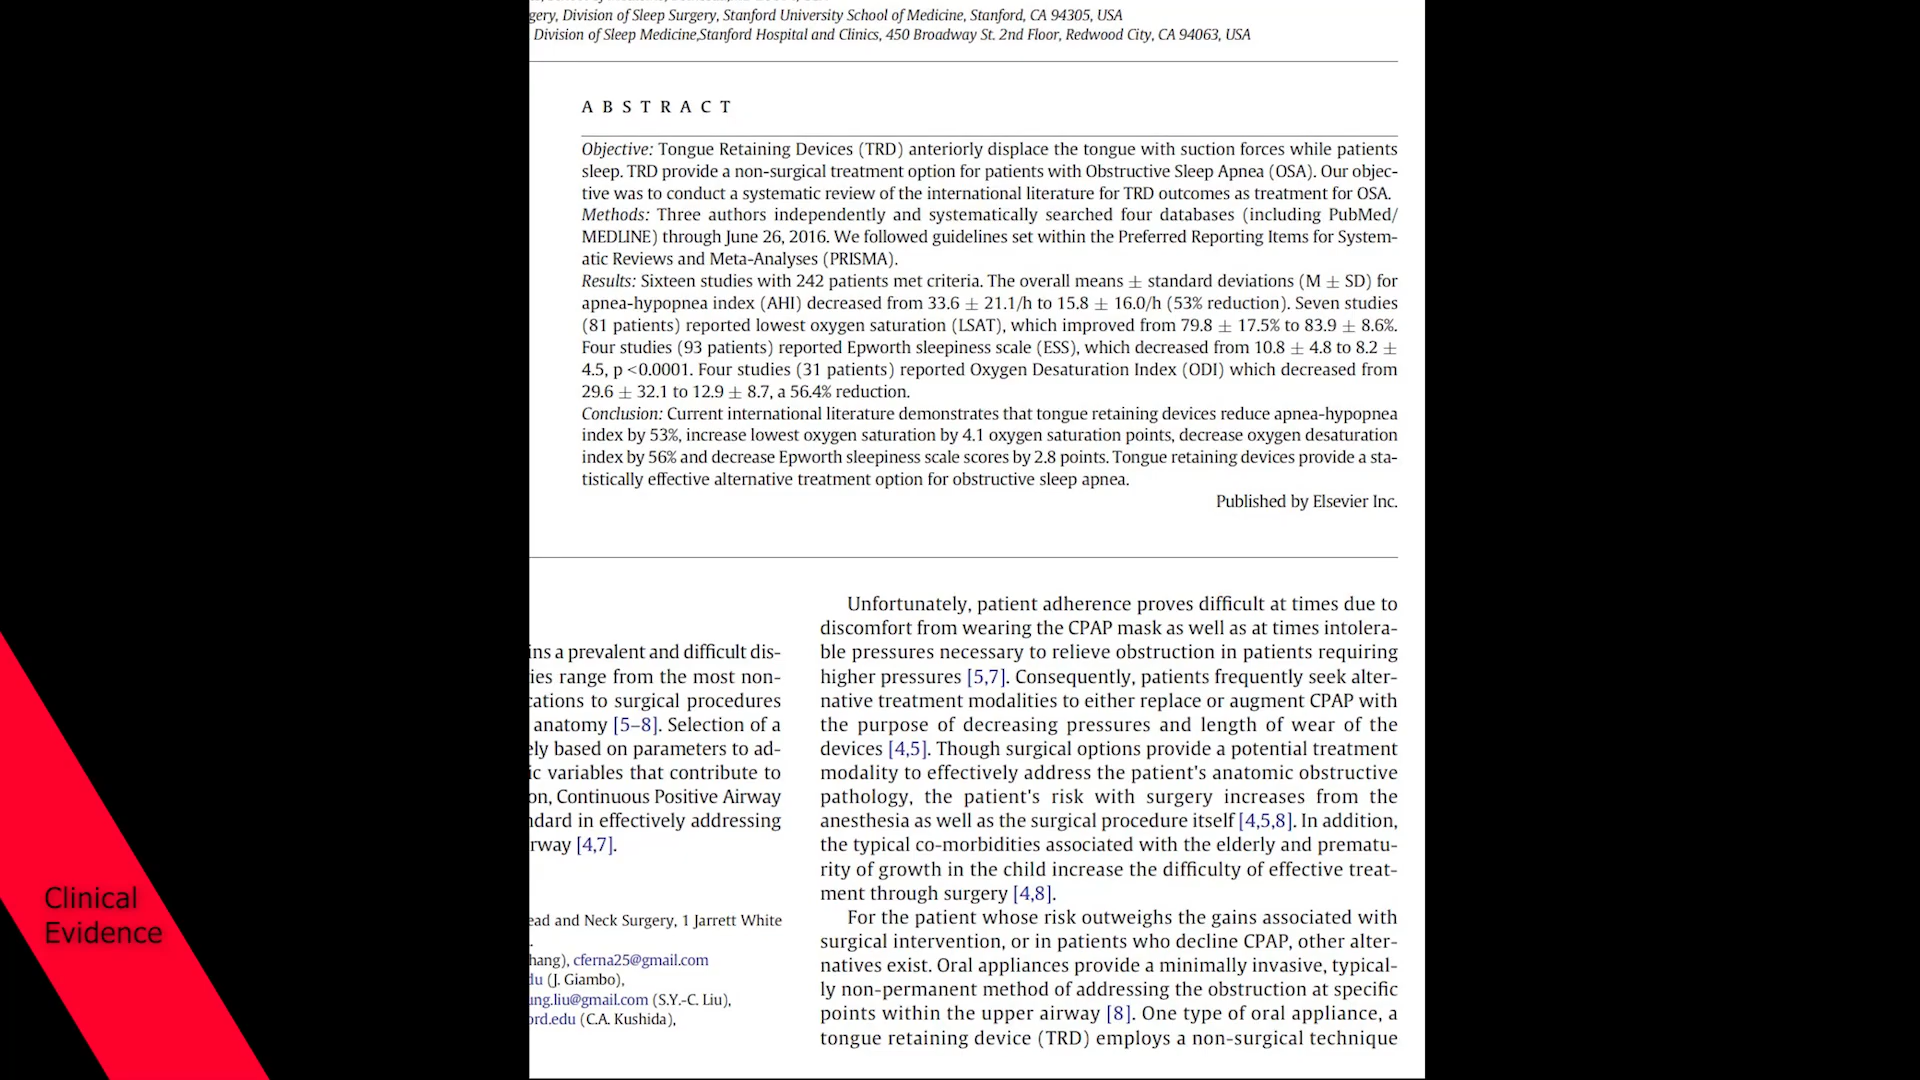 gery, Division of Sleep Surgery, Stanford University School of Medicine, Stanford, CA 94305, USA
Division of Sleep Medicine,Stanford Hospital and Clinics, 450 Broadway St. 2nd Floor, Redwood City, CA 94063, USA
ABSTRACT
Objective: Tongue Retaining Devices (TRD) anteriorly displace the tongue with suction forces while patients
sleep. TRD provide a non-surgical treatment option for patients with Obstructive Sleep Apnea (OSA). Our objec-
tive was to conduct a systematic review of the international literature for TRD outcomes as treatment for OSA.
Methods: Three authors independently and systematically searched four databases (including PubMed/
MEDLINE) through June 26, 2016. We followed guidelines set within the Preferred Reporting Items for System-
atic Reviews and Meta-Analyses (PRISMA).
Results: Sixteen studies with 242 patients met criteria. The overall means ± standard deviations (M ± SD) for
apnea-hypopnea index (AHI) decreased from 33.6 ± 21.1/h to 15.8 ± 16.0/h (53% reduction). Seven studies
(81 patients) reported lowest oxygen saturation (LSAT), which improved from 79.8 ± 17.5% to 83.9 ± 8.6%.
Four studies (93 patients) reported Epworth sleepiness scale (ESS), which decreased from 10.8 ± 4.8 to 8.2 ±
4.5, p <0.0001. Four studies (31 patients) reported Oxygen Desaturation Index (ODI) which decreased from
29.6 ± 32.1 to 12.9 ± 8.7, a 56.4% reduction.
Conclusion: Current international literature demonstrates that tongue retaining devices reduce apnea-hypopnea
index by 53%, increase lowest oxygen saturation by 4.1 oxygen saturation points, decrease oxygen desaturation
index by 56% and decrease Epworth sleepiness scale scores by 2.8 points. Tongue retaining devices provide a sta-
tistically effective alternative treatment option for obstructive sleep apnea.
Published by Elsevier Inc.
ins a prevalent and difficult dis-
ies range from the most non-
cations to surgical procedures
anatomy [5–8]. Selection of a
ely based on parameters to ad-
ic variables that contribute to
on, Continuous Positive Airway
ndard in effectively addressing
rway [4,7].
ead and Neck Surgery, 1 Jarrett White
.
hang), cferna25@gmail.com
du (J. Giambo),
ung.liu@gmail.com (S.Y.-C. Liu),
ord.edu (C.A. Kushida),
Unfortunately, patient adherence proves difficult at times due to
discomfort from wearing the CPAP mask as well as at times intolera-
ble pressures necessary to relieve obstruction in patients requiring
higher pressures [5,7]. Consequently, patients frequently seek alter-
native treatment modalities to either replace or augment CPAP with
the purpose of decreasing pressures and length of wear of the
devices [4,5]. Though surgical options provide a potential treatment
modality to effectively address the patient's anatomic obstructive
pathology, the patient's risk with surgery increases from the
anesthesia as well as the surgical procedure itself [4,5,8]. In addition,
the typical co-morbidities associated with the elderly and prematu-
rity of growth in the child increase the difficulty of effective treat-
ment through surgery [4,8].
For the patient whose risk outweighs the gains associated with
surgical intervention, or in patients who decline CPAP, other alter-
natives exist. Oral appliances provide a minimally invasive, typical-
ly non-permanent method of addressing the obstruction at specific
points within the upper airway [8]. One type of oral appliance, a
tongue retaining device (TRD) employs a non-surgical technique
Clinical
Evidence